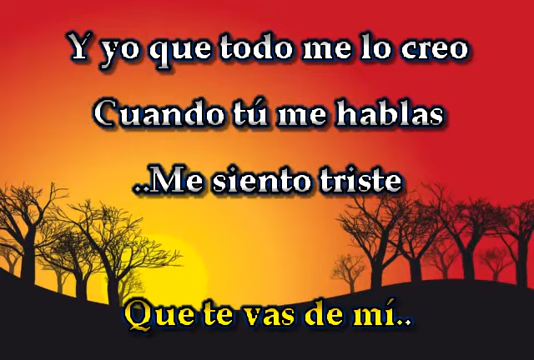 Y yo que todo me lo creo
Cuando tú me hablas
..Me siento triste
Que te vas de mí..